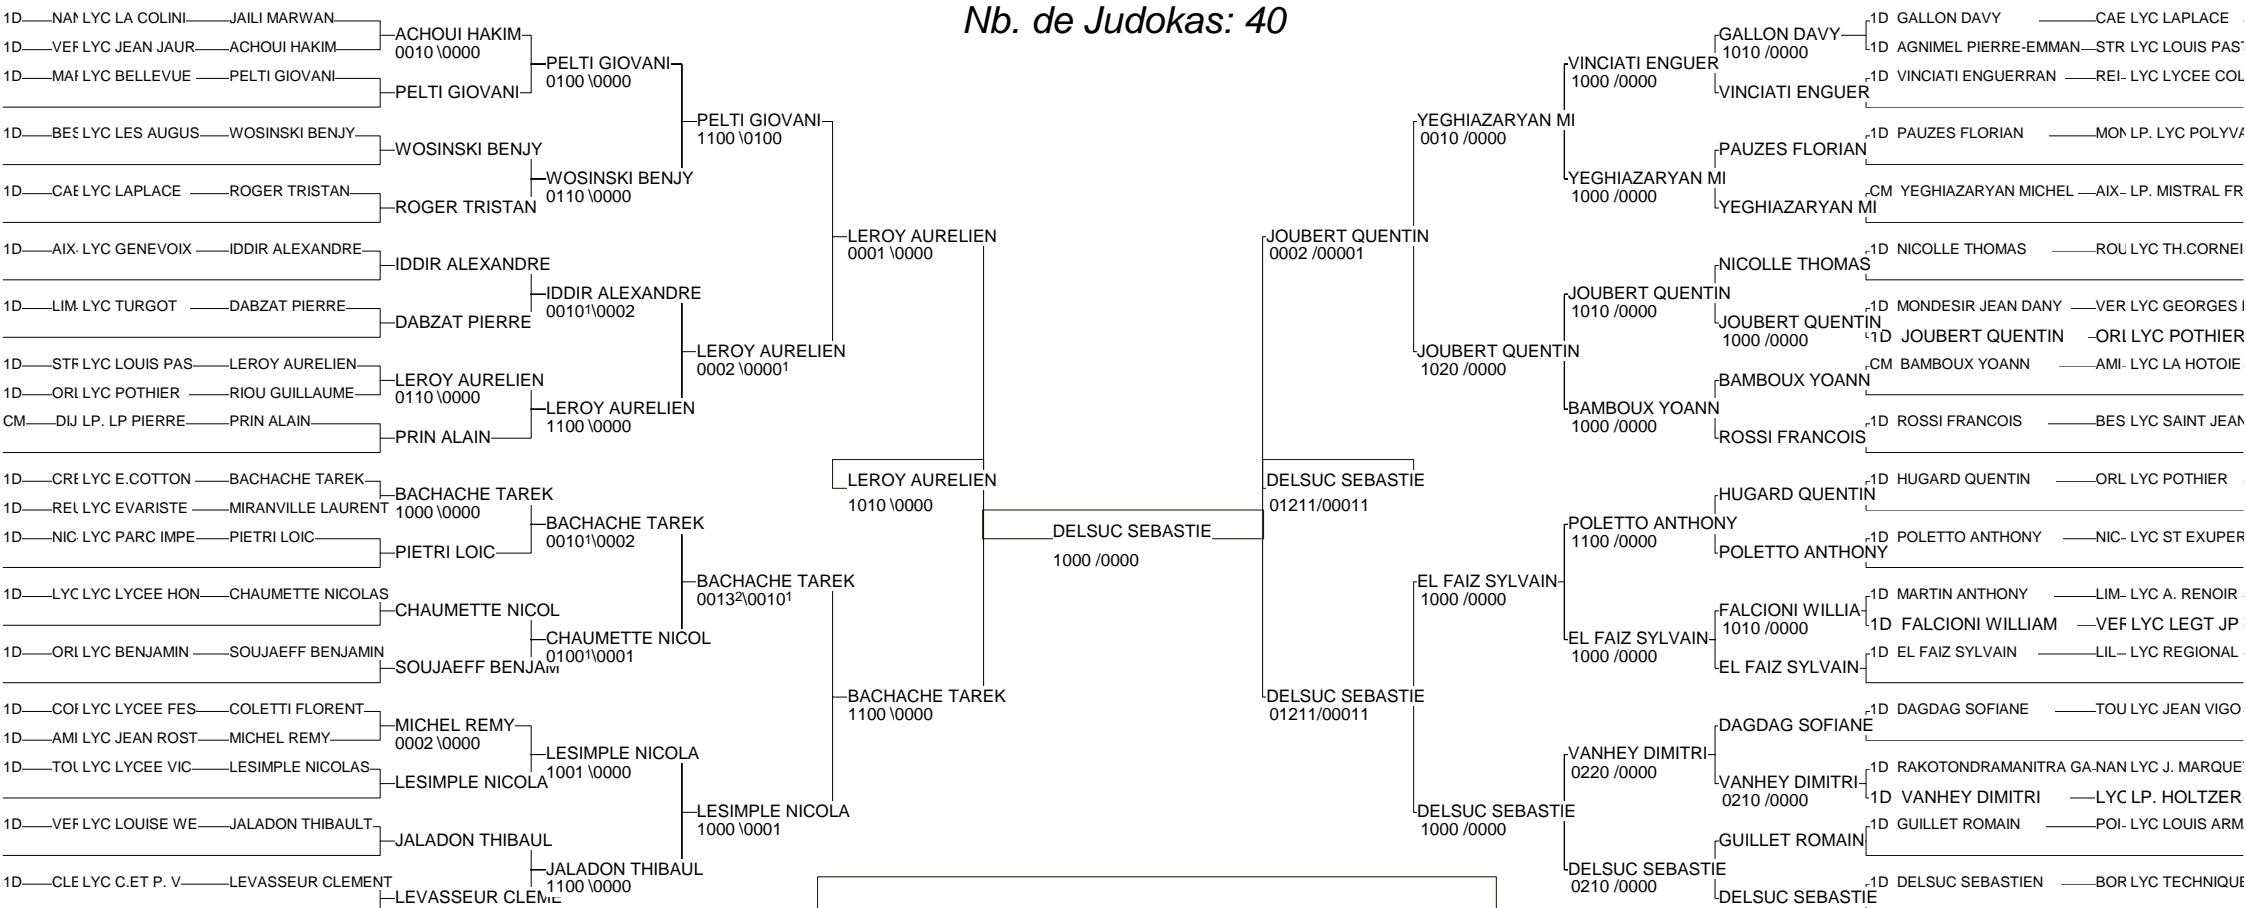 Nb. de Judokas: 40
1D NAN LYC LA COLINI JAILI MARWAN
1D VER LYC JEAN JAUR ACHOUI HAKIM
1D LYC BELLEVUE PELTI GIOVANI
1D BES LYC LES AUGUS WOSINSKI BENJY
1D CAE LYC LAPLACE ROGER TRISTAN
1D AIX- LYC GENEVOIX IDDIR ALEXANDRE
1D LIM- LYC TURGOT DABZAT PIERRE
1D STR LYC LOUIS PAS LEROY AURELIEN
1D ORL LYC POTHIER RIOU GUILLAUME
CM DIJ LP. LP PIERRE PRIN ALAIN
1D CRE LYC E.COTTON BACHACHE TAREK
1D REU LYC EVARISTE MIRANVILLE LAURENT
1D NIC- LYC PARC IMPE PIETRI LOIC
1D LYC LYC LYCEE HON CHAUMETTE NICOLAS
1D ORL LYC BENJAMIN SOUJAEFF BENJAMIN
1D COR LYC LYCEE FES COLETTI FLORENT
1D AMI LYC JEAN ROST MICHEL REMY
1D TOU LYC LYCEE VIC LESIMPLE NICOLAS
1D VER LYC LOUISE WE JALADON THIBAULT
1D CLE LYC C.ET P. V LEVASSEUR CLEMENT
ACHOUI HAKIM
0010 \0000
PELTI GIOVANI
WOSINSKI BENJY
ROGER TRISTAN
IDDIR ALEXANDRE
DABZAT PIERRE
LEROY AURELIEN
0110 \0000
PRIN ALAIN
BACHACHE TAREK
1000 \0000
PIETRI LOIC
CHAUMETTE NICOL
SOUJAEFF BENJAM
MICHEL REMY
0002 \0000
LESIMPLE NICOLA
JALADON THIBAUL
LEVASSEUR CLEME
PELTI GIOVANI
0100 \0000
WOSINSKI BENJY
0110 \0000
IDDIR ALEXANDRE
0010¹\0002
LEROY AURELIEN
1100 \0000
BACHACHE TAREK
0010¹\0002
CHAUMETTE NICOL
0100¹\0001
LESIMPLE NICOLA
1001 \0000
JALADON THIBAUL
1100 \0000
PELTI GIOVANI
1100 \0100
LEROY AURELIEN
0002 \0000¹
BACHACHE TAREK
0013²\0010¹
LESIMPLE NICOLA
1000 \0001
LEROY AURELIEN
0001 \0000
BACHACHE TAREK
1100 \0000
LEROY AURELIEN
1010 \0000
DELSUC SEBASTIE
1000 /0000
DELSUC SEBASTIE
01211/00011
JOUBERT QUENTIN
0002 /00001
DELSUC SEBASTIE
01211/00011
YEGHIAZARYAN MI
0010 /0000
JOUBERT QUENTIN
1020 /0000
EL FAIZ SYLVAIN
1000 /0000
DELSUC SEBASTIE
1000 /0000
VINCIATI ENGUER
1000 /0000
YEGHIAZARYAN MI
1000 /0000
JOUBERT QUENTIN
1010 /0000
BAMBOUX YOANN
1000 /0000
POLETTO ANTHONY
1100 /0000
EL FAIZ SYLVAIN
1000 /0000
VANHEY DIMITRI
0220 /0000
DELSUC SEBASTIE
0210 /0000
GALLON DAVY
1010 /0000
VINCIATI ENGUER
PAUZES FLORIAN
YEGHIAZARYAN MI
NICOLLE THOMAS
JOUBERT QUENTIN
1000 /0000
BAMBOUX YOANN
ROSSI FRANCOIS
HUGARD QUENTIN
POLETTO ANTHONY
FALCIONI WILLIA
1010 /0000
EL FAIZ SYLVAIN
DAGDAG SOFIANE
VANHEY DIMITRI
0210 /0000
GUILLET ROMAIN
DELSUC SEBASTIE
1D GALLON DAVY CAE LYC LAPLACE
1D AGNIMEL PIERRE-EMMAN STR LYC LOUIS PAS
1D VINCIATI ENGUERRAN REI- LYC LYCEE COL
1D PAUZES FLORIAN MON LP. LYC POLYVA
CM YEGHIAZARYAN MICHEL AIX- LP. MISTRAL FR
1D NICOLLE THOMAS ROU LYC TH.CORNEI
1D MONDESIR JEAN DANY VER LYC GEORGES
1D JOUBERT QUENTIN ORL LYC POTHIER
CM BAMBOUX YOANN AMI- LYC LA HOTOIE
1D ROSSI FRANCOIS BES LYC SAINT JEAN
1D HUGARD QUENTIN ORL LYC POTHIER
1D POLETTO ANTHONY NIC- LYC ST EXUPER
1D MARTIN ANTHONY LIM- LYC A. RENOIR
1D FALCIONI WILLIAM VER LYC LEGT JP
1D EL FAIZ SYLVAIN LIL- LYC REGIONAL
1D DAGDAG SOFIANE TOU LYC JEAN VIGO
1D RAKOTONDRAMANITRA GA NAN LYC J. MARQUE
1D VANHEY DIMITRI LYC LP. HOLTZER
1D GUILLET ROMAIN POI- LYC LOUIS ARM
1D DELSUC SEBASTIEN BOR LYC TECHNIQUE